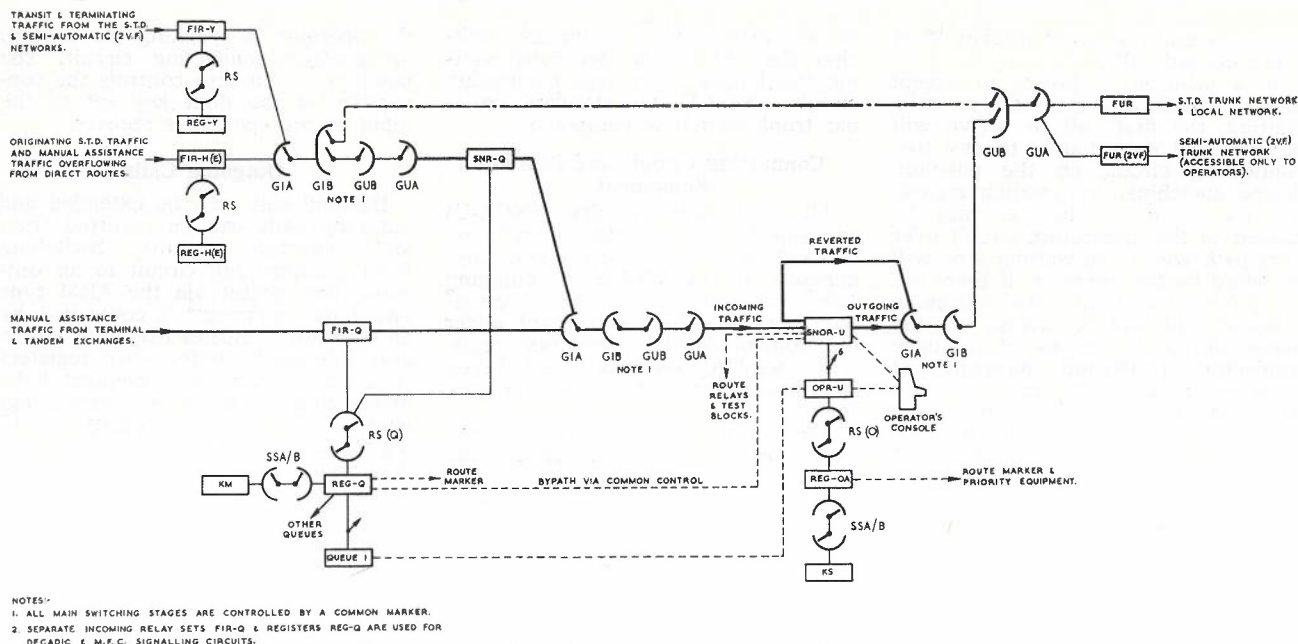 TRANSIT & TERMINATING
TRAFFIC FROM THE S.T.D.
& SEMI-AUTOMATIC (2V.F)
NETWORKS.
FIR-Y
RS
REG-Y
ORIGINATING S.T.D. TRAFFIC
AND MANUAL ASSISTANCE
TRAFFIC OVERFLOWING
FROM DIRECT ROUTES.
FIR-H(E)
RS
REG-H(E)
GIA
GIB
GUB
GUA
NOTE 1
SNR-Q
GUB
GUA
FUR
S.T.D. TRUNK NETWORK
& LOCAL NETWORK.
FUR (2VF)
SEMI-AUTOMATIC (2V.F.)
TRUNK NETWORK
(ACCESSIBLE ONLY TO
OPERATORS).
REVERTED
TRAFFIC
MANUAL ASSISTANCE
TRAFFIC FROM TERMINAL
& TANDEM EXCHANGES.
FIR-Q
GIA
GIB
GUB
GUA
NOTE 1
INCOMING
TRAFFIC
SNOR-U
OUTGOING
TRAFFIC
GIA
GIB
NOTE 1
6
ROUTE
RELAYS
& TEST
BLOCKS.
OPR-U
OPERATOR'S
CONSOLE
RS (Q)
RS (O)
SSA/B
KM
REG-Q
ROUTE
MARKER
BYPATH VIA COMMON CONTROL
REG-OA
ROUTE MARKER &
PRIORITY EQUIPMENT.
OTHER
QUEUES
SSA/B
QUEUE 1
KS
NOTES:-
1. ALL MAIN SWITCHING STAGES ARE CONTROLLED BY A COMMON MARKER.
2. SEPARATE INCOMING RELAY SETS FIR-Q & REGISTERS REG-Q ARE USED FOR
DECADIC & M.F.C. SIGNALLING CIRCUITS.